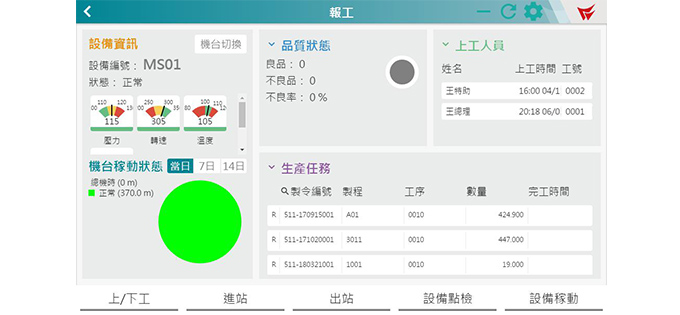 報工
設備資訊
機台切換
設備編號： MS01
狀態： 正常
110 120
115
壓力
250 300
305
轉速
100 110
105
溫度
機台稼動狀態 當日 7日 14日
總機時 (0 m)
正常 (370.0 m)
品質狀態
良品： 0
不良品： 0
不良率： 0 %
上工人員
姓名 上工時間 工號
王特助 16:00 04/1 0002
王總理 20:18 06/0 0001
生產任務
製令編號 製程 工序 數量 完工時間
R 511-170915001 A01 0010 424.900
R 511-171020001 3011 0010 447.000
R 511-180321001 1001 0010 19.000
上/下工 進站 出站 設備點檢 設備稼動